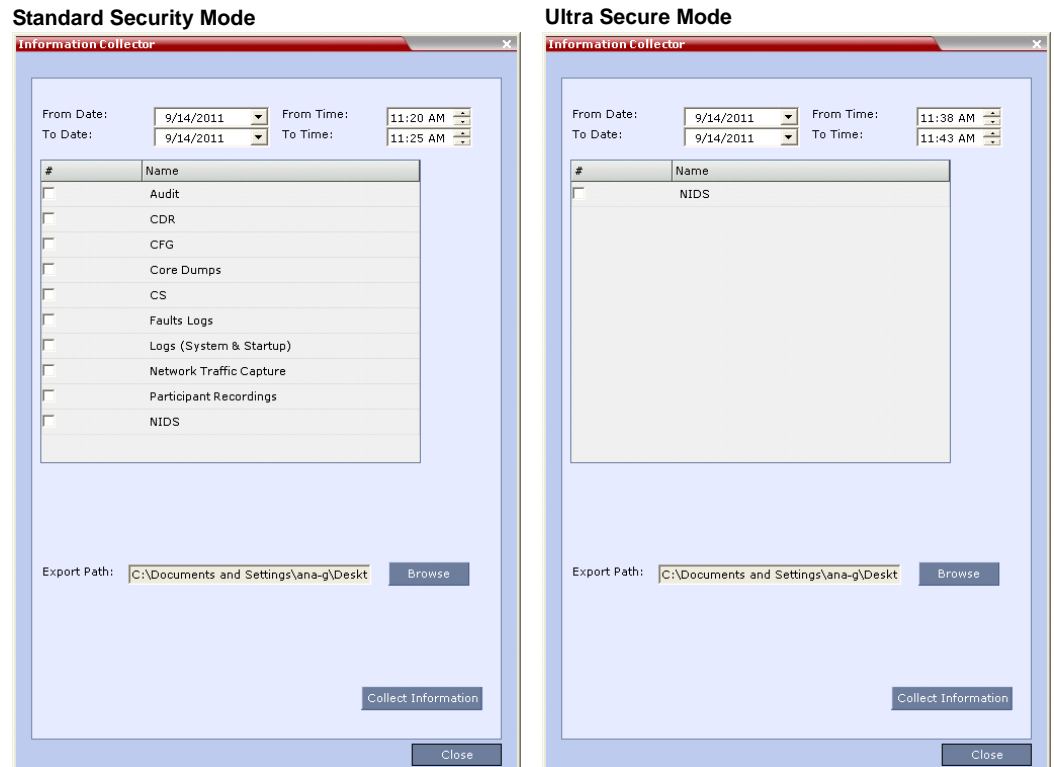 Standard Security Mode
Information Collector
From Date: 9/14/2011 From Time: 11:20 AM
To Date: 9/14/2011 To Time: 11:25 AM
# Name
Audit
CDR
CFG
Core Dumps
CS
Faults Logs
Logs (System & Startup)
Network Traffic Capture
Participant Recordings
NIDS
Export Path: C:\Documents and Settings\ana-g\Deskt Browse
Collect Information
Close
Ultra Secure Mode
Information Collector
From Date: 9/14/2011 From Time: 11:38 AM
To Date: 9/14/2011 To Time: 11:43 AM
# Name
NIDS
Export Path: C:\Documents and Settings\ana-g\Deskt Browse
Collect Information
Close